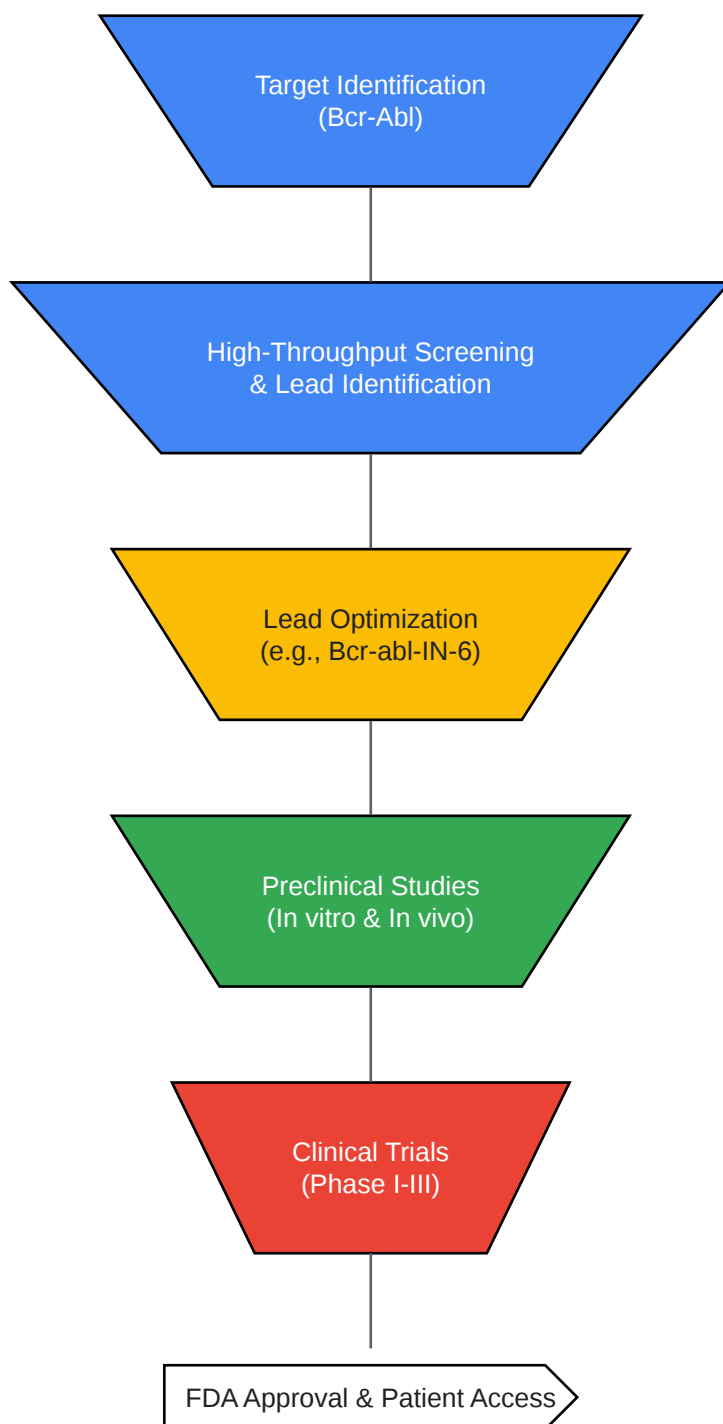 Target Identification
(Bcr-Abl)
High-Throughput Screening
& Lead Identification
Lead Optimization
(e.g., Bcr-abl-IN-6)
Preclinical Studies
(In vitro & In vivo)
Clinical Trials
(Phase I-III)
FDA Approval & Patient Access